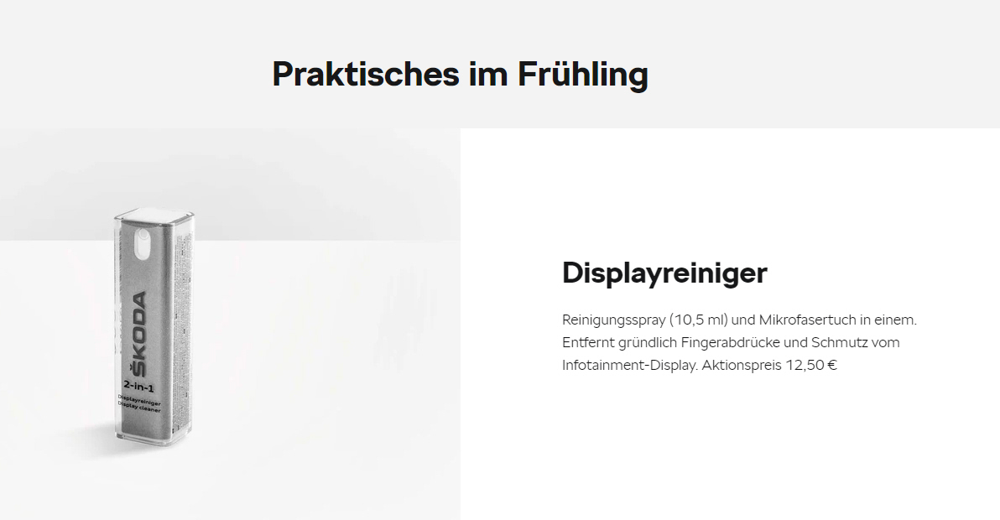 Praktisches im Frühling
ŠKODA
2-in-1
Displayreiniger
Display cleaner
Displayreiniger
Reinigungsspray (10,5 ml) und Mikrofasertuch in einem.
Entfernt gründlich Fingerabdrücke und Schmutz vom
Infotainment-Display. Aktionspreis 12,50 €